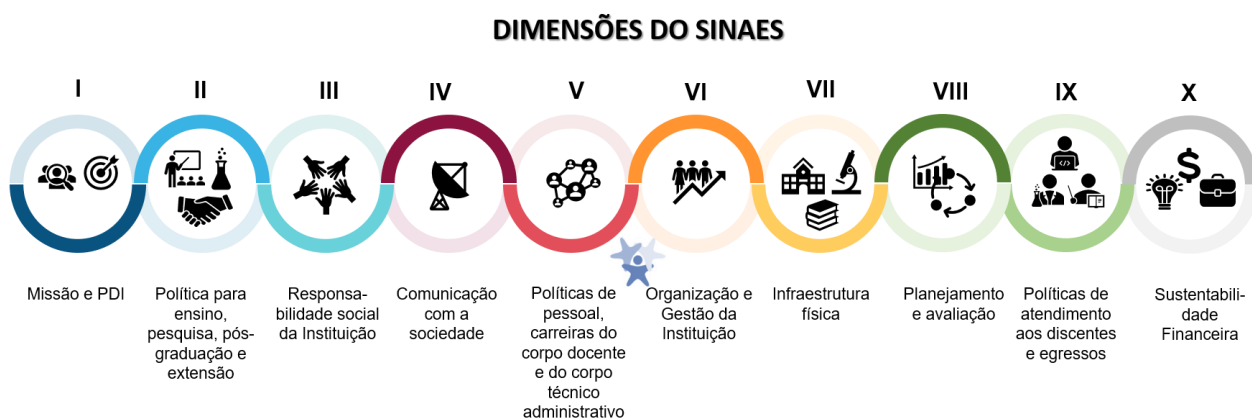 DIMENSÕES DO SINAES
I
II
III
IV
V
VI
VII
VIII
IX
X
Missão e PDI
Política para
ensino,
pesquisa, pós-
graduação e
extensão
Responsa-
bilidade social
da Instituição
Comunicação
com a
sociedade
Políticas de
pessoal,
carreiras do
corpo docente
e do corpo
técnico
administrativo
Organização e
Gestão da
Instituição
Infraestrutura
física
Planejamento
e avaliação
Políticas de
atendimento
aos discentes
e egressos
Sustentabili-
dade
Financeira